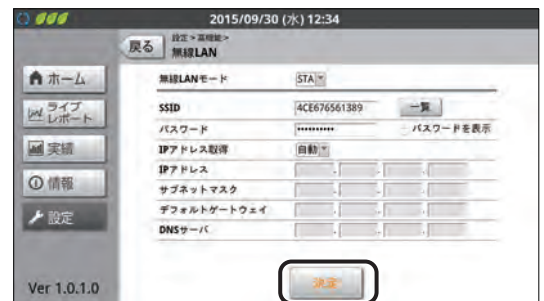 2015/09/30 (水) 12:34
戻る
設定 > 高機能 >
無線LAN
ホーム
ライブ
レポート
実績
情報
設定
Ver 1.0.1.0
無線LANモード STA
SSID 4CE676561389 一覧
パスワード ********** パスワードを表示
IPアドレス取得 自動
IPアドレス
サブネットマスク
デフォルトゲートウェイ
DNSサーバ
決定